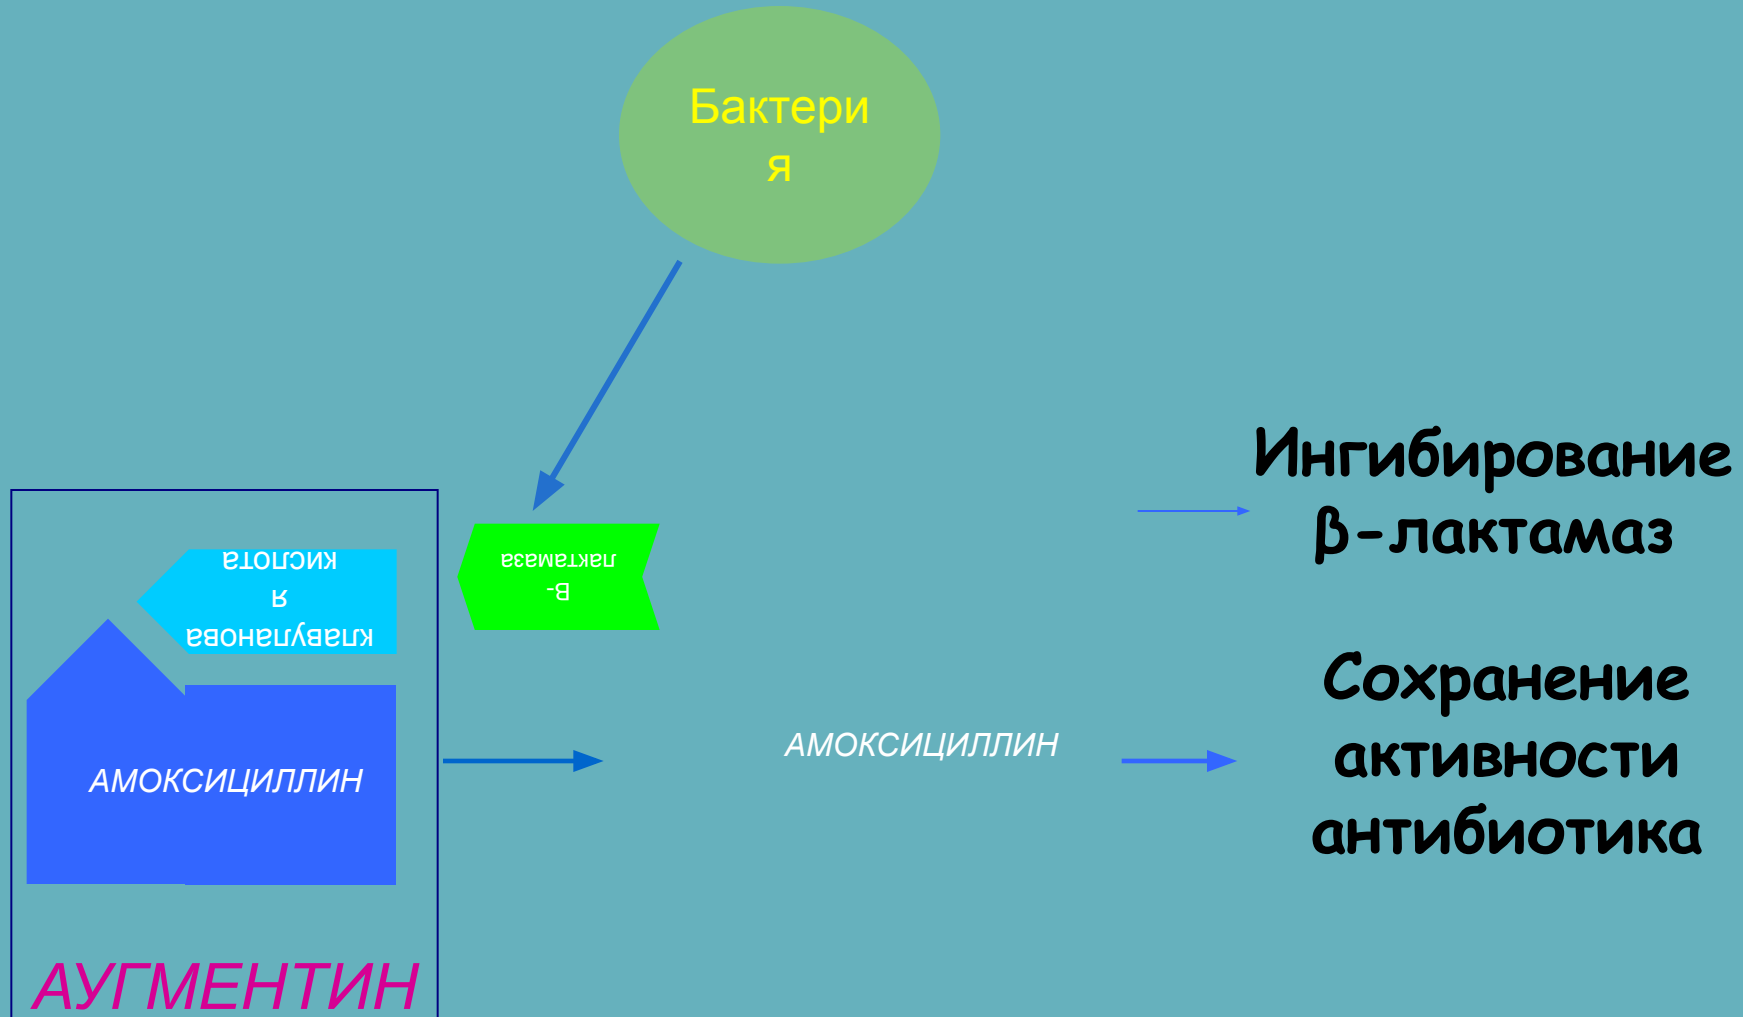 Бактери
я
Ингибирование
β-лактамаз
кислота
я
клавуланова
лактамаза
В-
Сохранение
активности
антибиотика
АМОКСИЦИЛЛИН
АМОКСИЦИЛЛИН
АУГМЕНТИН